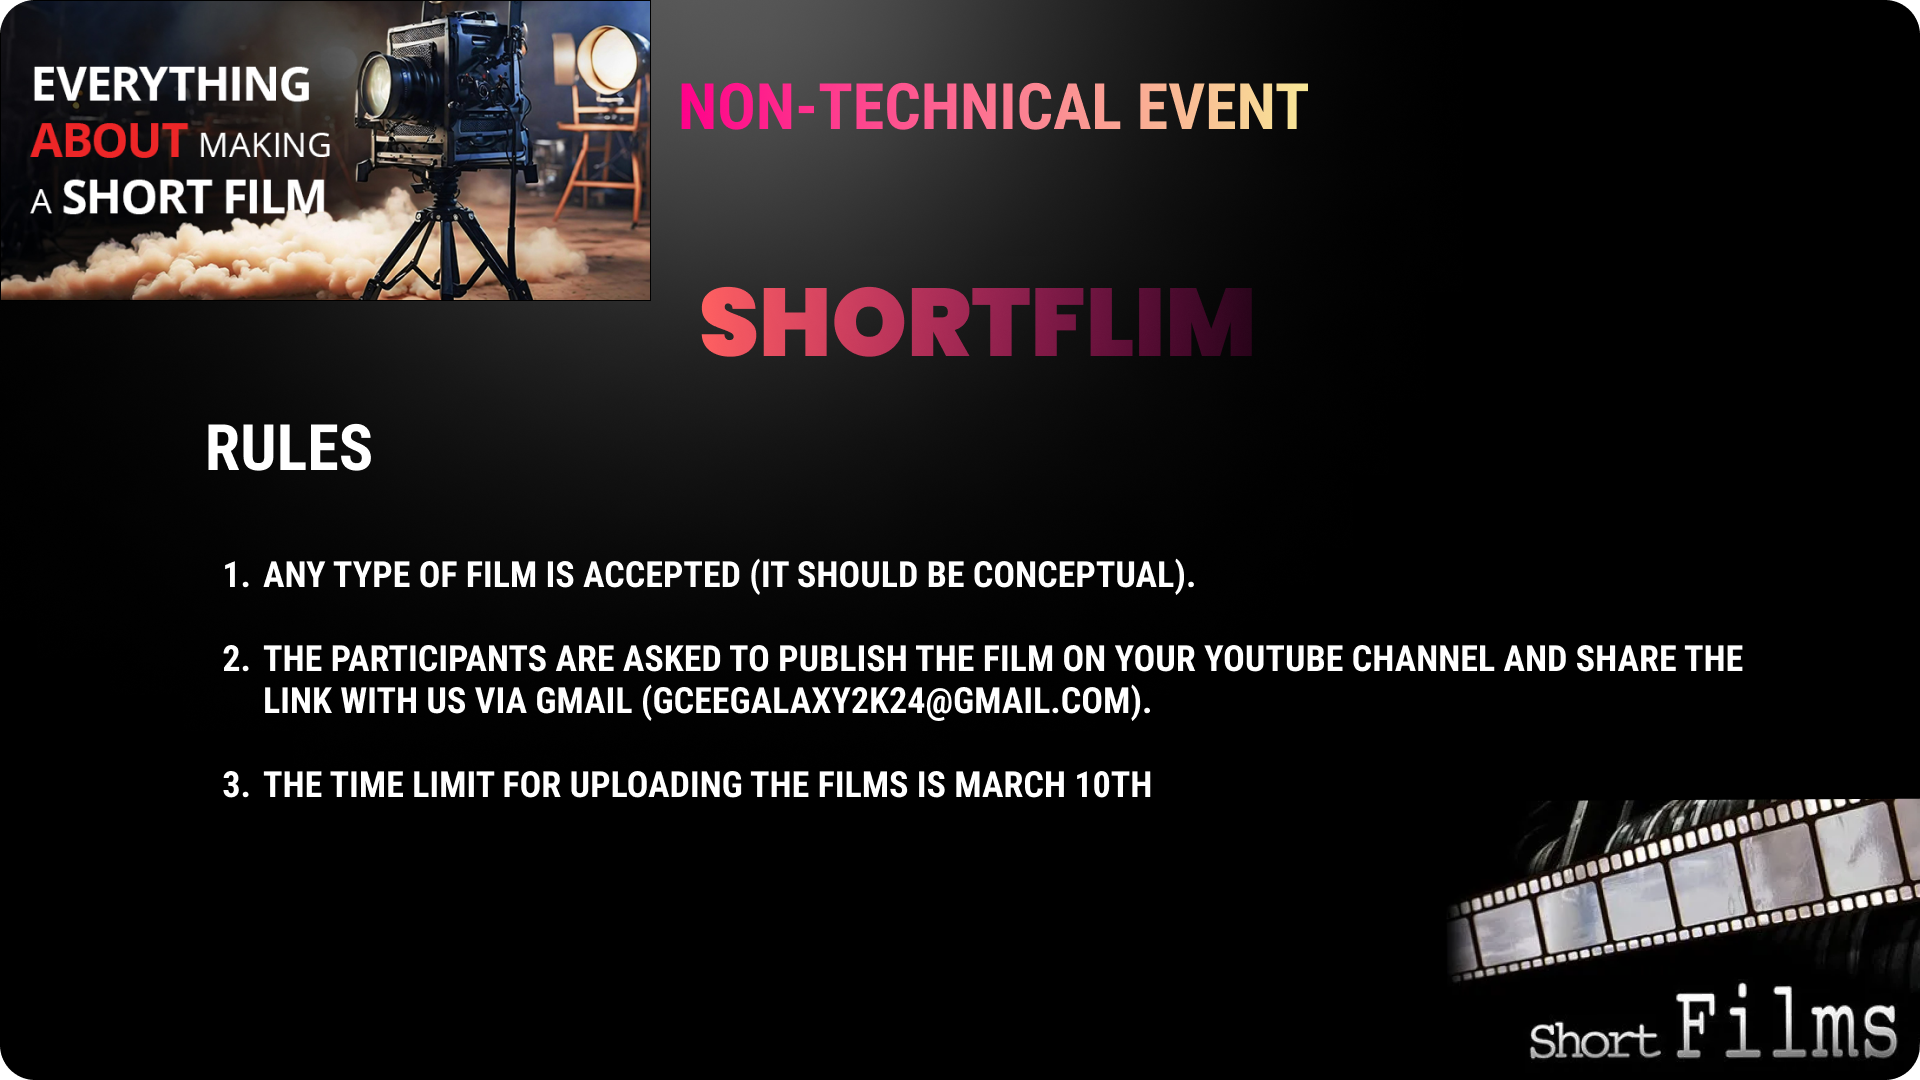 EVERYTHING
ABOUT MAKING
A SHORT FILM
NON-TECHNICAL EVENT
SHORTFLIM
RULES
1. ANY TYPE OF FILM IS ACCEPTED (IT SHOULD BE CONCEPTUAL).
2. THE PARTICIPANTS ARE ASKED TO PUBLISH THE FILM ON YOUR YOUTUBE CHANNEL AND SHARE THE
LINK WITH US VIA GMAIL (GCEEGALAXY2K24@GMAIL.COM).
3. THE TIME LIMIT FOR UPLOADING THE FILMS IS MARCH 10TH
Short Films